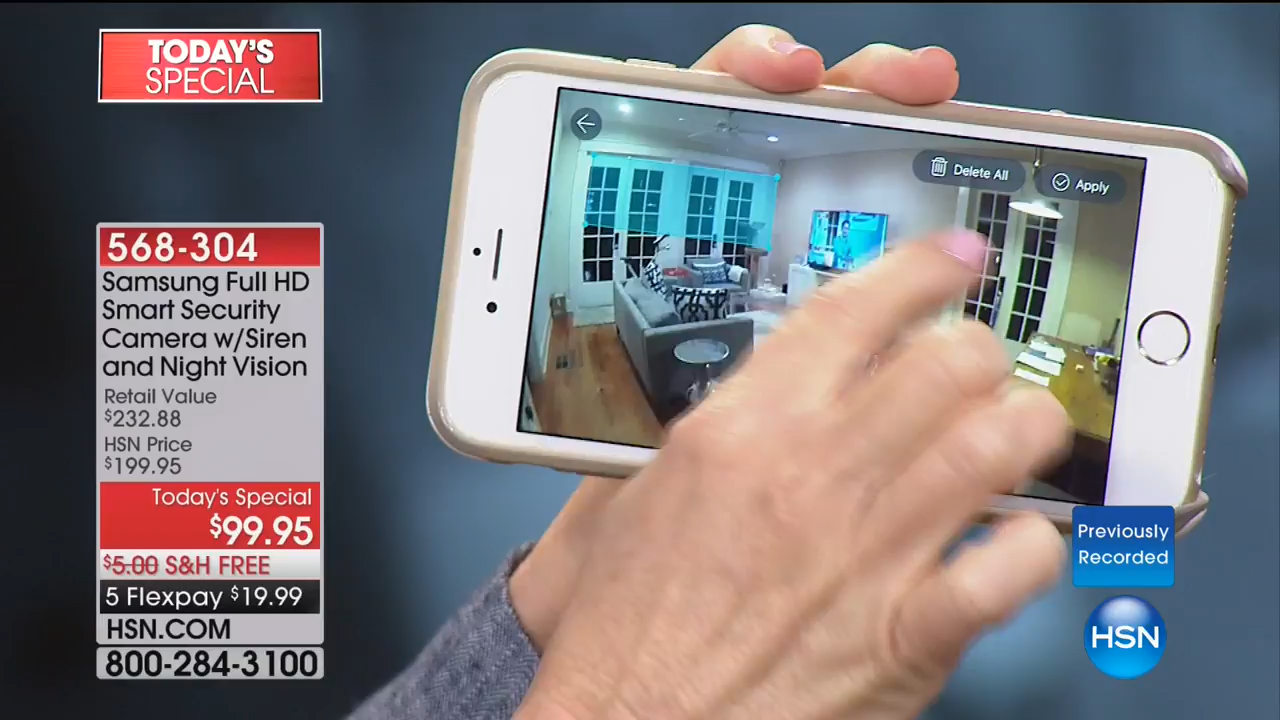 TODAY'S
SPECIAL
568-304
Samsung Full HD
Smart Security
Camera w/Siren
and Night Vision
Retail Value
$232.88
HSN Price
$199.95
Today's Special
$99.95
$5.00 S&H FREE
5 Flexpay $19.99
HSN.COM
800-284-3100
Delete All
Apply
Previously
Recorded
HSN